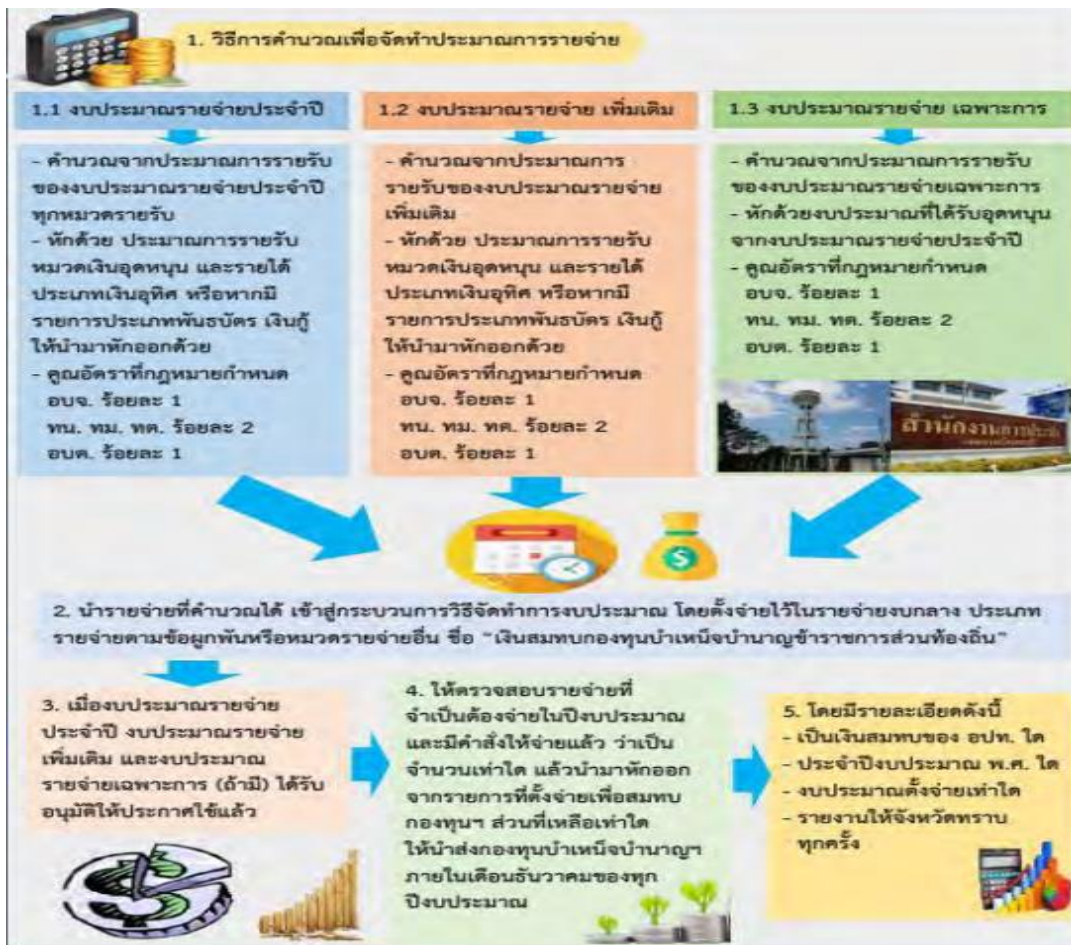 1. วิธีการคำนวณเพื่อจัดทำประมาณการรายจ่าย
1.1 งบประมาณรายจ่ายประจำปี
- คำนวณจากประมาณการรายรับ
ของงบประมาณรายจ่ายประจำปี
ทุกหมวดรายรับ
- หักด้วย ประมาณการรายรับ
หมวดเงินอุดหนุน และรายได้
ประเภทเงินอุทิศ หรือหากมี
รายการประเภทพันธบัตร เงินกู้
ให้นำมาหักออกด้วย
- คูณอัตราที่กฎหมายกำหนด
อบจ. ร้อยละ 1
ทน. ทม. ทต. ร้อยละ 2
อบต. ร้อยละ 1
1.2 งบประมาณรายจ่าย เพิ่มเติม
- คำนวณจากประมาณการ
รายรับของงบประมาณรายจ่าย
เพิ่มเติม
- หักด้วย ประมาณการรายรับ
หมวดเงินอุดหนุน และรายได้
ประเภทเงินอุทิศ หรือหากมี
รายการประเภทพันธบัตร เงินกู้
ให้นำมาหักออกด้วย
- คูณอัตราที่กฎหมายกำหนด
อบจ. ร้อยละ 1
ทน. ทม. ทต. ร้อยละ 2
อบต. ร้อยละ 1
1.3 งบประมาณรายจ่าย เฉพาะการ
- คำนวณจากประมาณการรายรับ
ของงบประมาณรายจ่ายเฉพาะการ
- หักด้วยงบประมาณที่ได้รับอุดหนุน
จากงบประมาณรายจ่ายประจำปี
- คูณอัตราที่กฎหมายกำหนด
อบจ. ร้อยละ 1
ทน. ทม. ทต. ร้อยละ 2
อบต. ร้อยละ 1
สำนักงานการประปา
2. นำรายจ่ายที่คำนวณได้ เข้าสู่กระบวนการวิธีจัดทำการงบประมาณ โดยตั้งจ่ายไว้ในรายจ่ายงบกลาง ประเภท
รายจ่ายตามข้อผูกพันหรือหมวดรายจ่ายอื่น ชื่อ "เงินสมทบกองทุนบำเหน็จบำนาญข้าราชการส่วนท้องถิ่น"
3. เมื่องบประมาณรายจ่าย
ประจำปี งบประมาณรายจ่าย
เพิ่มเติม และงบประมาณ
รายจ่ายเฉพาะการ (ถ้ามี) ได้รับ
อนุมัติให้ประกาศใช้แล้ว
4. ให้ตรวจสอบรายจ่ายที่
จำเป็นต้องจ่ายในปีงบประมาณ
และมีคำสั่งให้จ่ายแล้ว ว่าเป็น
จำนวนเท่าใด แล้วนำมาหักออก
จากรายการที่ตั้งจ่ายเพื่อสมทบ
กองทุนฯ ส่วนที่เหลือเท่าใด
ให้นำส่งกองทุนบำเหน็จบำนาญฯ
ภายในเดือนธันวาคมของทุก
ปีงบประมาณ
5. โดยมีรายละเอียดดังนี้
- เป็นเงินสมทบของ อปท. ใด
- ประจำปีงบประมาณ พ.ศ. ใด
- งบประมาณตั้งจ่ายเท่าใด
- รายงานให้จังหวัดทราบ
ทุกครั้ง